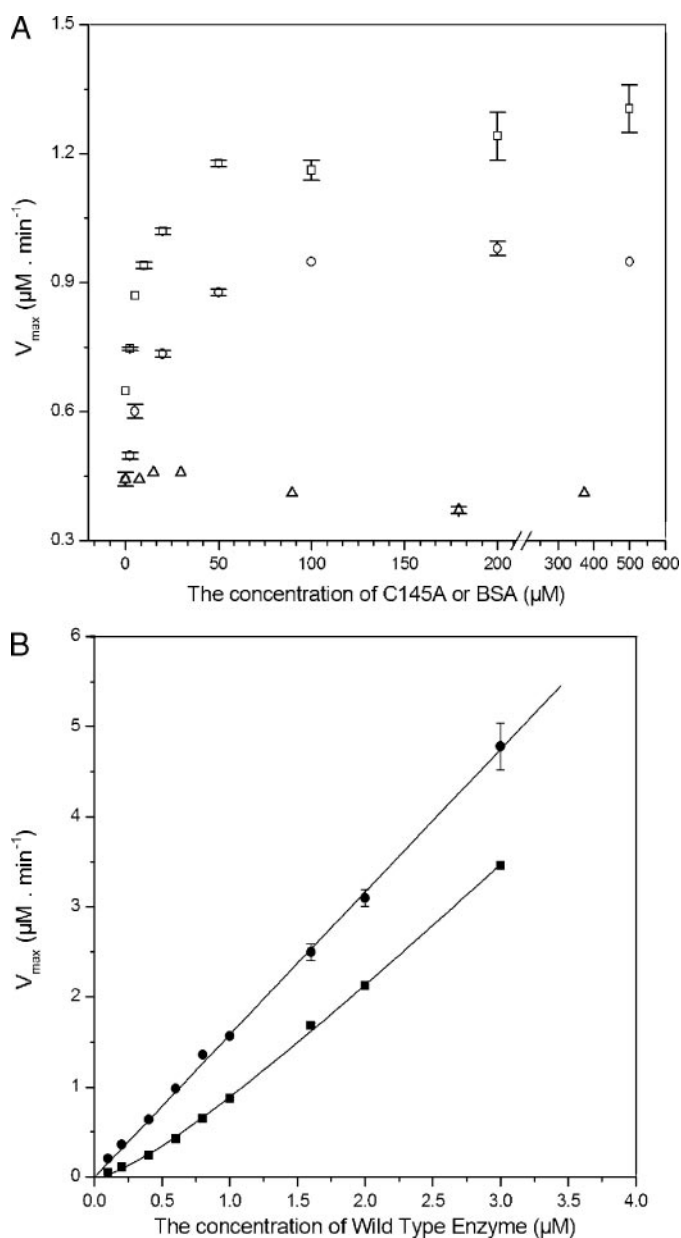 A
1.5
1.2
0.9
0.6
0.3
V_max (µM . min⁻¹)
0 50 100 150 200 300 400 500 600
The concentration of C145A or BSA (µM)
B
6
5
4
3
2
1
0
V_max (µM . min⁻¹)
0.0 0.5 1.0 1.5 2.0 2.5 3.0 3.5 4.0
The concentration of Wild Type Enzyme (µM)